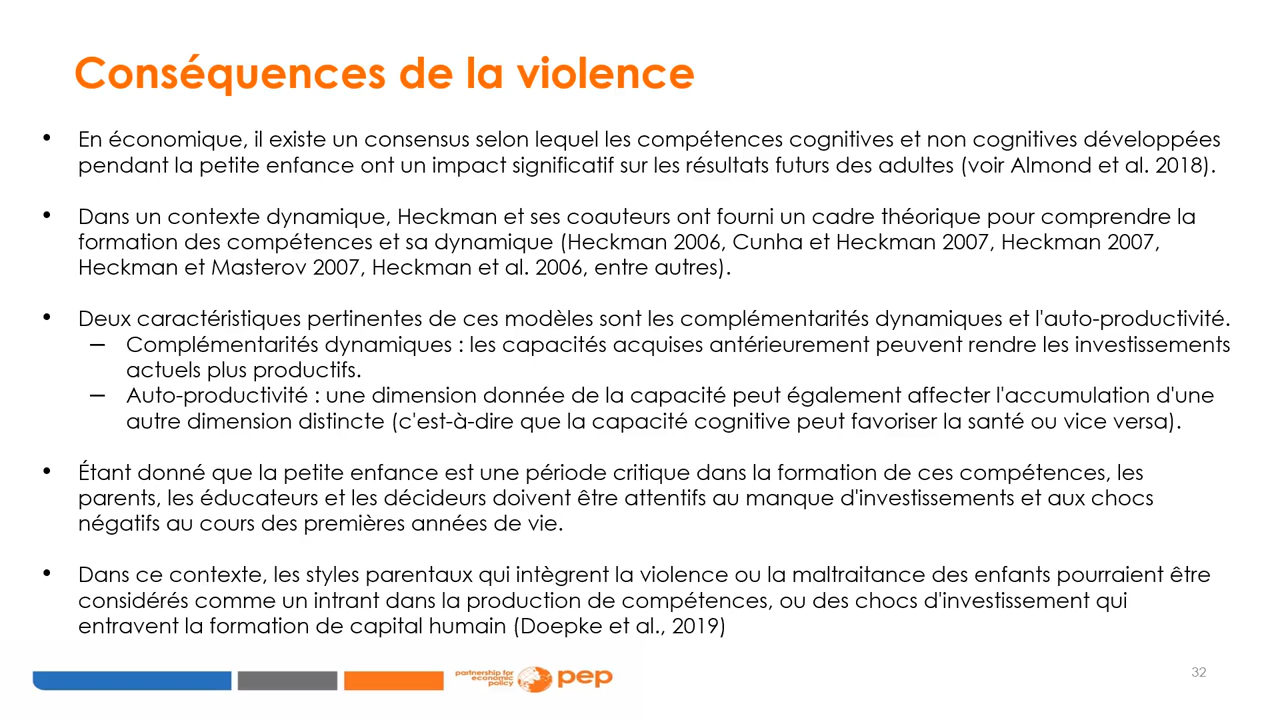 Conséquences de la violence
• En économique, il existe un consensus selon lequel les compétences cognitives et non cognitives développées
pendant la petite enfance ont un impact significatif sur les résultats futurs des adultes (voir Almond et al. 2018).
• Dans un contexte dynamique, Heckman et ses coauteurs ont fourni un cadre théorique pour comprendre la
formation des compétences et sa dynamique (Heckman 2006, Cunha et Heckman 2007, Heckman 2007,
Heckman et Masterov 2007, Heckman et al. 2006, entre autres).
• Deux caractéristiques pertinentes de ces modèles sont les complémentarités dynamiques et l'auto-productivité.
– Complémentarités dynamiques : les capacités acquises antérieurement peuvent rendre les investissements
actuels plus productifs.
– Auto-productivité : une dimension donnée de la capacité peut également affecter l'accumulation d'une
autre dimension distincte (c'est-à-dire que la capacité cognitive peut favoriser la santé ou vice versa).
• Étant donné que la petite enfance est une période critique dans la formation de ces compétences, les
parents, les éducateurs et les décideurs doivent être attentifs au manque d'investissements et aux chocs
négatifs au cours des premières années de vie.
• Dans ce contexte, les styles parentaux qui intègrent la violence ou la maltraitance des enfants pourraient être
considérés comme un intrant dans la production de compétences, ou des chocs d'investissement qui
entravent la formation de capital humain (Doepke et al., 2019)
partnership for
economic
policy
pep
32